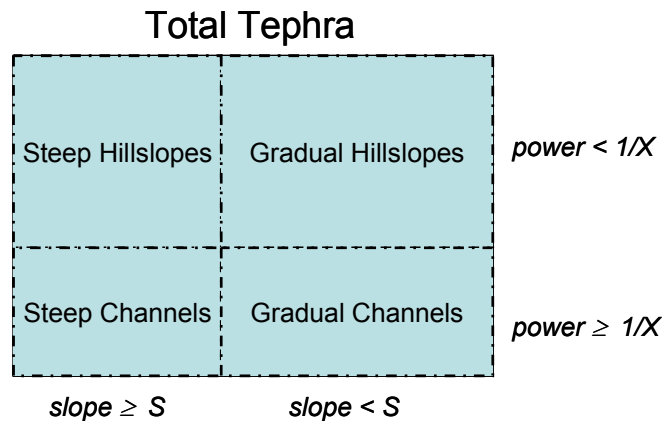 Total Tephra
Steep Hillslopes
Gradual Hillslopes
power < 1/X
Steep Channels
Gradual Channels
power ≥ 1/X
slope ≥ S
slope < S